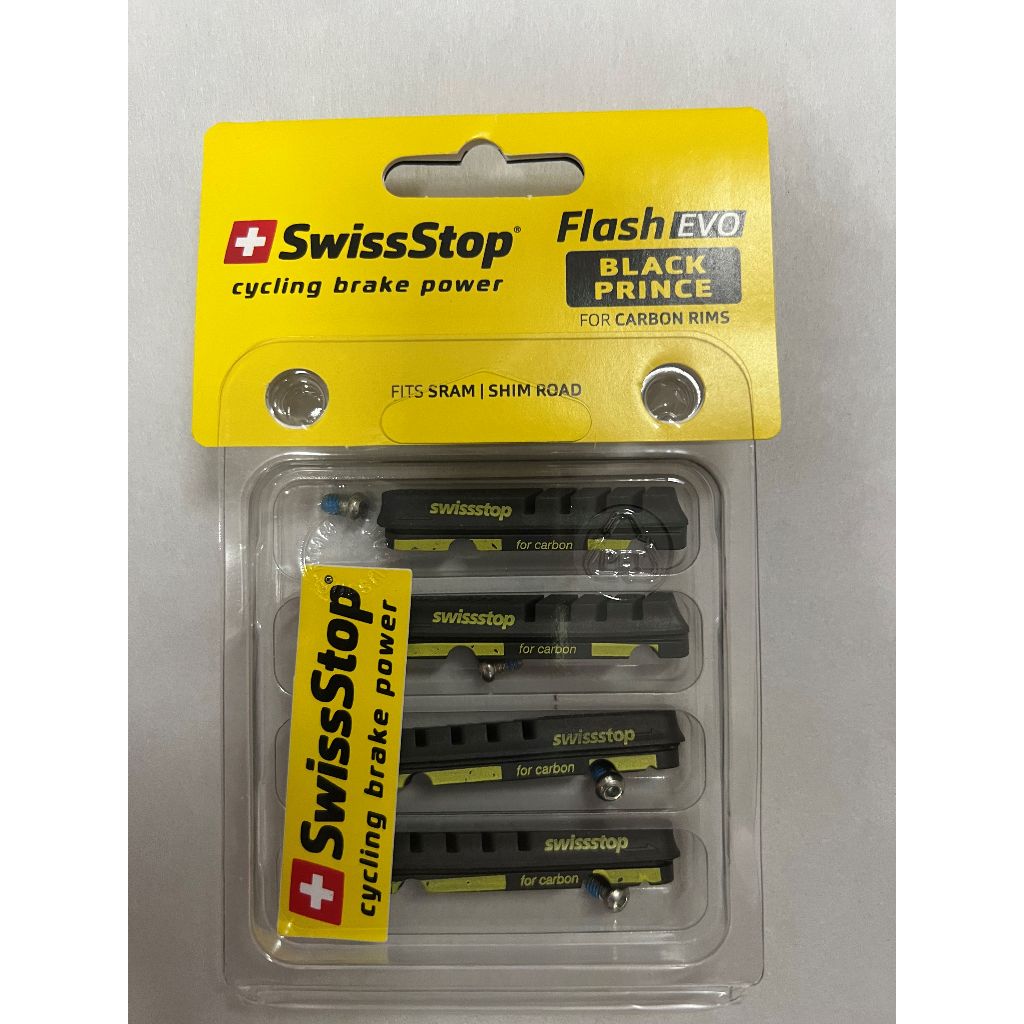 SwissStop®
cycling brake power
Flash EVO
BLACK
PRINCE
FOR CARBON RIMS
FITS SRAM | SHIM ROAD
swissstop
for carbon
swissstop
for carbon
swissstop
for carbon
swissstop
for carbon
SwissStop®
cycling brake power